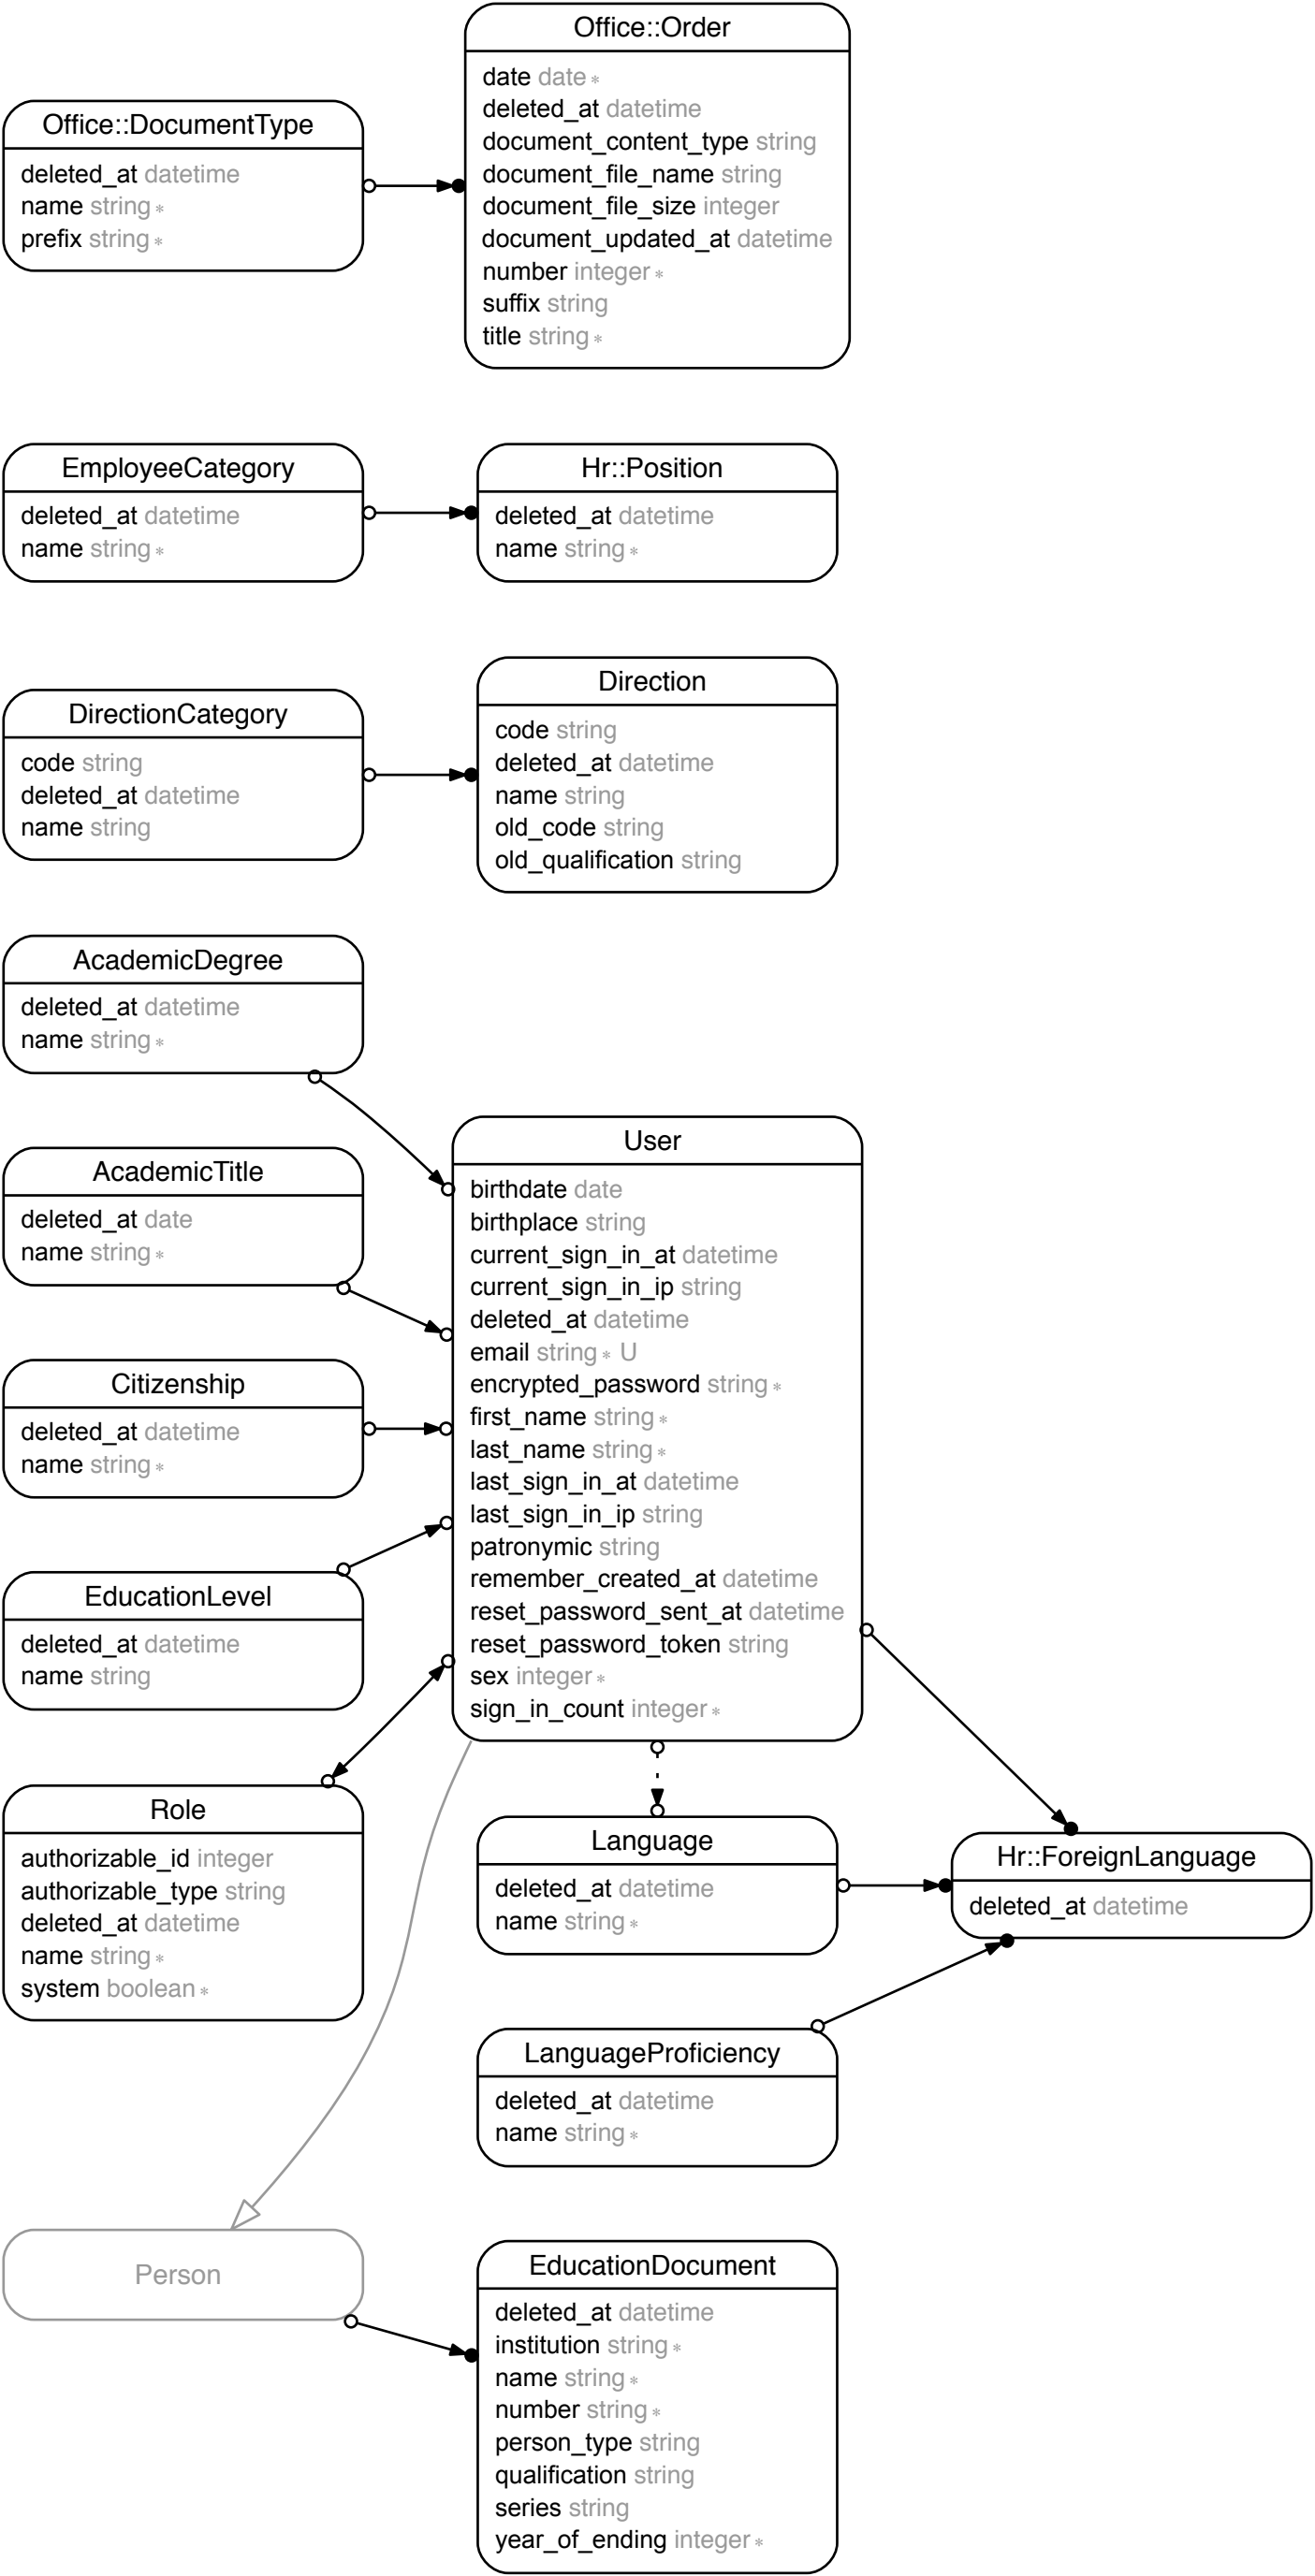 Office::Order
date date ∗
deleted_at datetime
document_content_type string
document_file_name string
document_file_size integer
document_updated_at datetime
number integer ∗
suffix string
title string ∗
Office::DocumentType
deleted_at datetime
name string ∗
prefix string ∗
EmployeeCategory
deleted_at datetime
name string ∗
Hr::Position
deleted_at datetime
name string ∗
DirectionCategory
code string
deleted_at datetime
name string
Direction
code string
deleted_at datetime
name string
old_code string
old_qualification string
AcademicDegree
deleted_at datetime
name string ∗
AcademicTitle
deleted_at date
name string ∗
Citizenship
deleted_at datetime
name string ∗
EducationLevel
deleted_at datetime
name string
User
birthdate date
birthplace string
current_sign_in_at datetime
current_sign_in_ip string
deleted_at datetime
email string ∗ U
encrypted_password string ∗
first_name string ∗
last_name string ∗
last_sign_in_at datetime
last_sign_in_ip string
patronymic string
remember_created_at datetime
reset_password_sent_at datetime
reset_password_token string
sex integer ∗
sign_in_count integer ∗
Role
authorizable_id integer
authorizable_type string
deleted_at datetime
name string ∗
system boolean ∗
Language
deleted_at datetime
name string ∗
Hr::ForeignLanguage
deleted_at datetime
LanguageProficiency
deleted_at datetime
name string ∗
Person
EducationDocument
deleted_at datetime
institution string ∗
name string ∗
number string ∗
person_type string
qualification string
series string
year_of_ending integer ∗